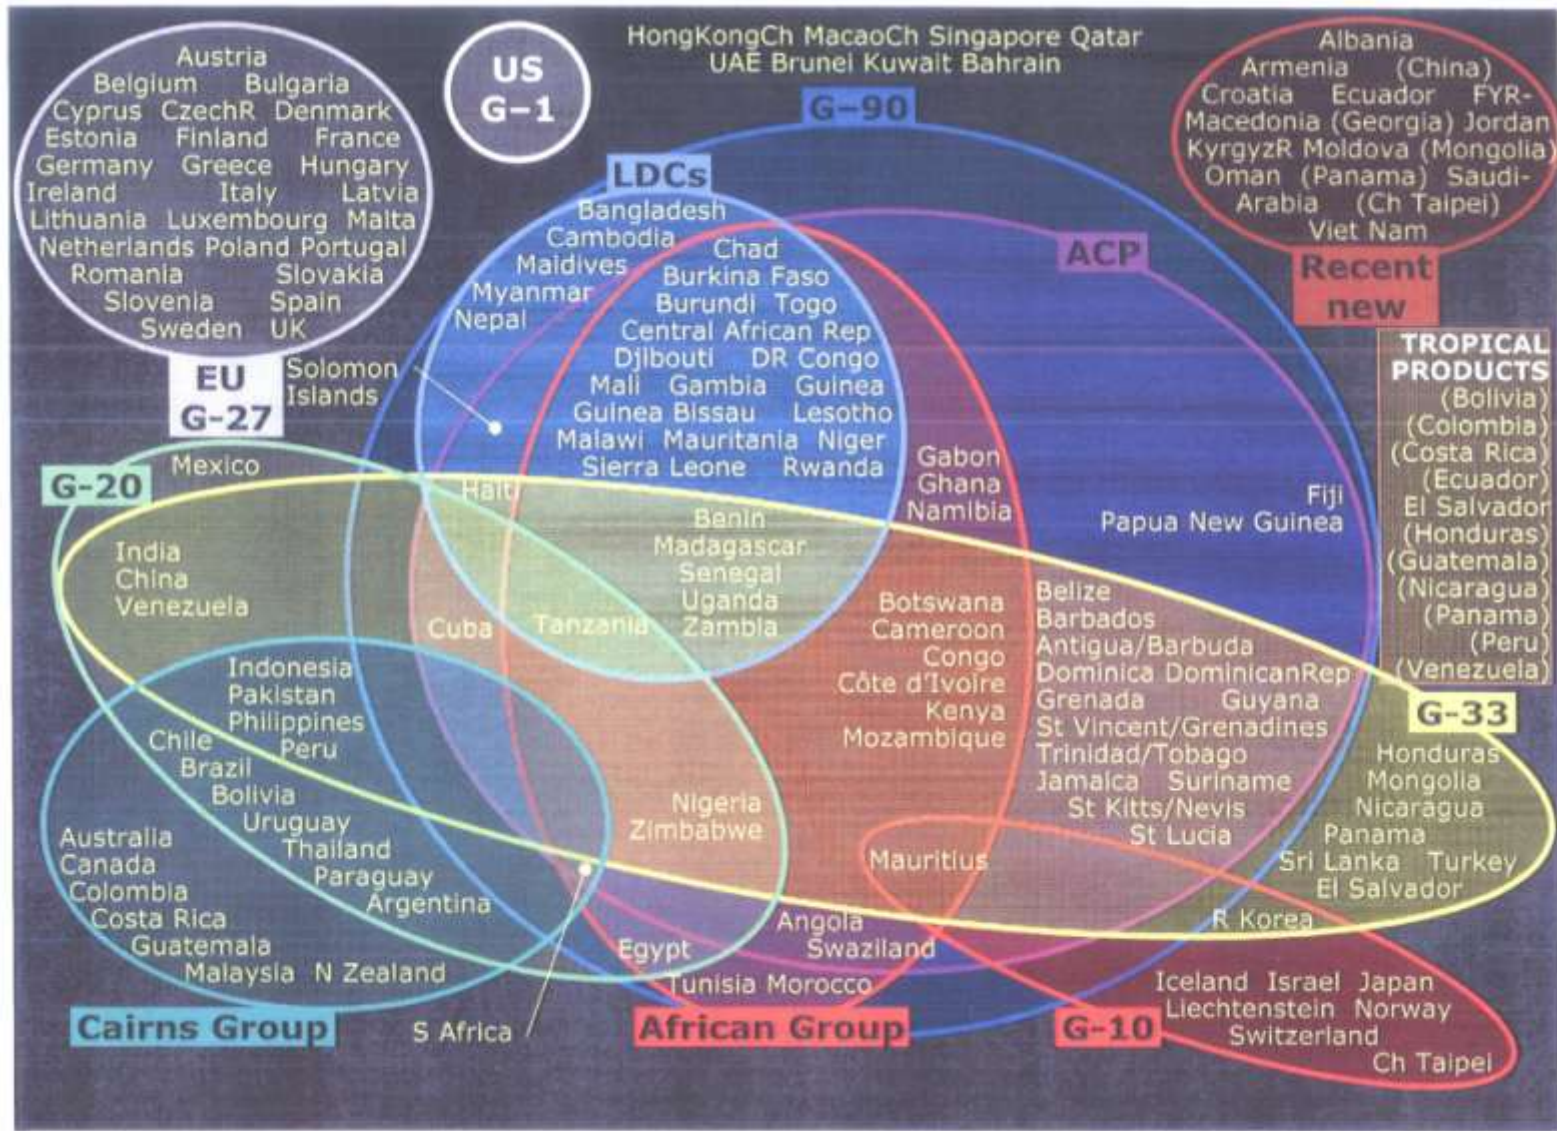 Austria
Belgium Bulgaria
Cyprus CzechR Denmark
Estonia Finland France
Germany Greece Hungary
Ireland Italy Latvia
Lithuania Luxembourg Malta
Netherlands Poland Portugal
Romania Slovakia
Slovenia Spain
Sweden UK
EU
G-27
US
G-1
HongKongCh MacaoCh Singapore Qatar
UAE Brunei Kuwait Bahrain
G-90
Albania
Armenia (China)
Croatia Ecuador FYR-
Macedonia (Georgia) Jordan
KyrgyzR Moldova (Mongolia)
Oman (Panama) Saudi-
Arabia (Ch Taipei)
Viet Nam
Recent
new
LDCs
Bangladesh
Cambodia
Maidives
Myanmar
Nepal
Solomon
Islands
Chad
Burkina Faso
Burundi Togo
Central African Rep
Djibouti DR Congo
Mali Gambia Guinea
Guinea Bissau Lesotho
Malawi Mauritania Niger
Sierra Leone Rwanda
ACP
TROPICAL
PRODUCTS
(Bolivia)
(Colombia)
(Costa Rica)
(Ecuador)
El Salvador
(Honduras)
(Guatemala)
(Nicaragua)
(Panama)
(Peru)
(Venezuela)
G-20
Mexico
India
China
Venezuela
Haiti
Benin
Madagascar
Senegal
Uganda
Zambia
Cuba
Tanzania
Gabon
Ghana
Namibia
Fiji
Papua New Guinea
Botswana
Cameroon
Congo
Côte d'Ivoire
Kenya
Mozambique
Belize
Barbados
Antigua/Barbuda
Dominica DominicanRep
Grenada Guyana
St Vincent/Grenadines
Trinidad/Tobago
Jamaica Suriname
St Kitts/Nevis
St Lucia
G-33
Honduras
Mongolia
Nicaragua
Panama
Sri Lanka Turkey
El Salvador
Indonesia
Pakistan
Philippines
Peru
Chile
Brazil
Bolivia
Uruguay
Thailand
Paraguay
Argentina
Australia
Canada
Colombia
Costa Rica
Guatemala
Malaysia N Zealand
Cairns Group
Nigeria
Zimbabwe
Mauritius
R Korea
Angola
Swaziland
Egypt
Tunisia Morocco
S Africa
African Group
G-10
Iceland Israel Japan
Liechtenstein Norway
Switzerland
Ch Taipei